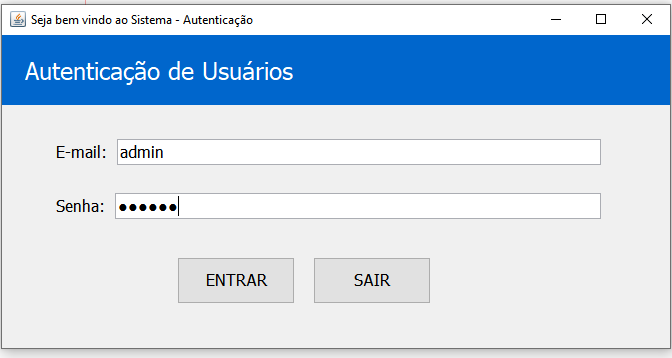 Seja bem vindo ao Sistema - Autenticação
Autenticação de Usuários
E-mail: admin
Senha: ●●●●●●
ENTRAR SAIR